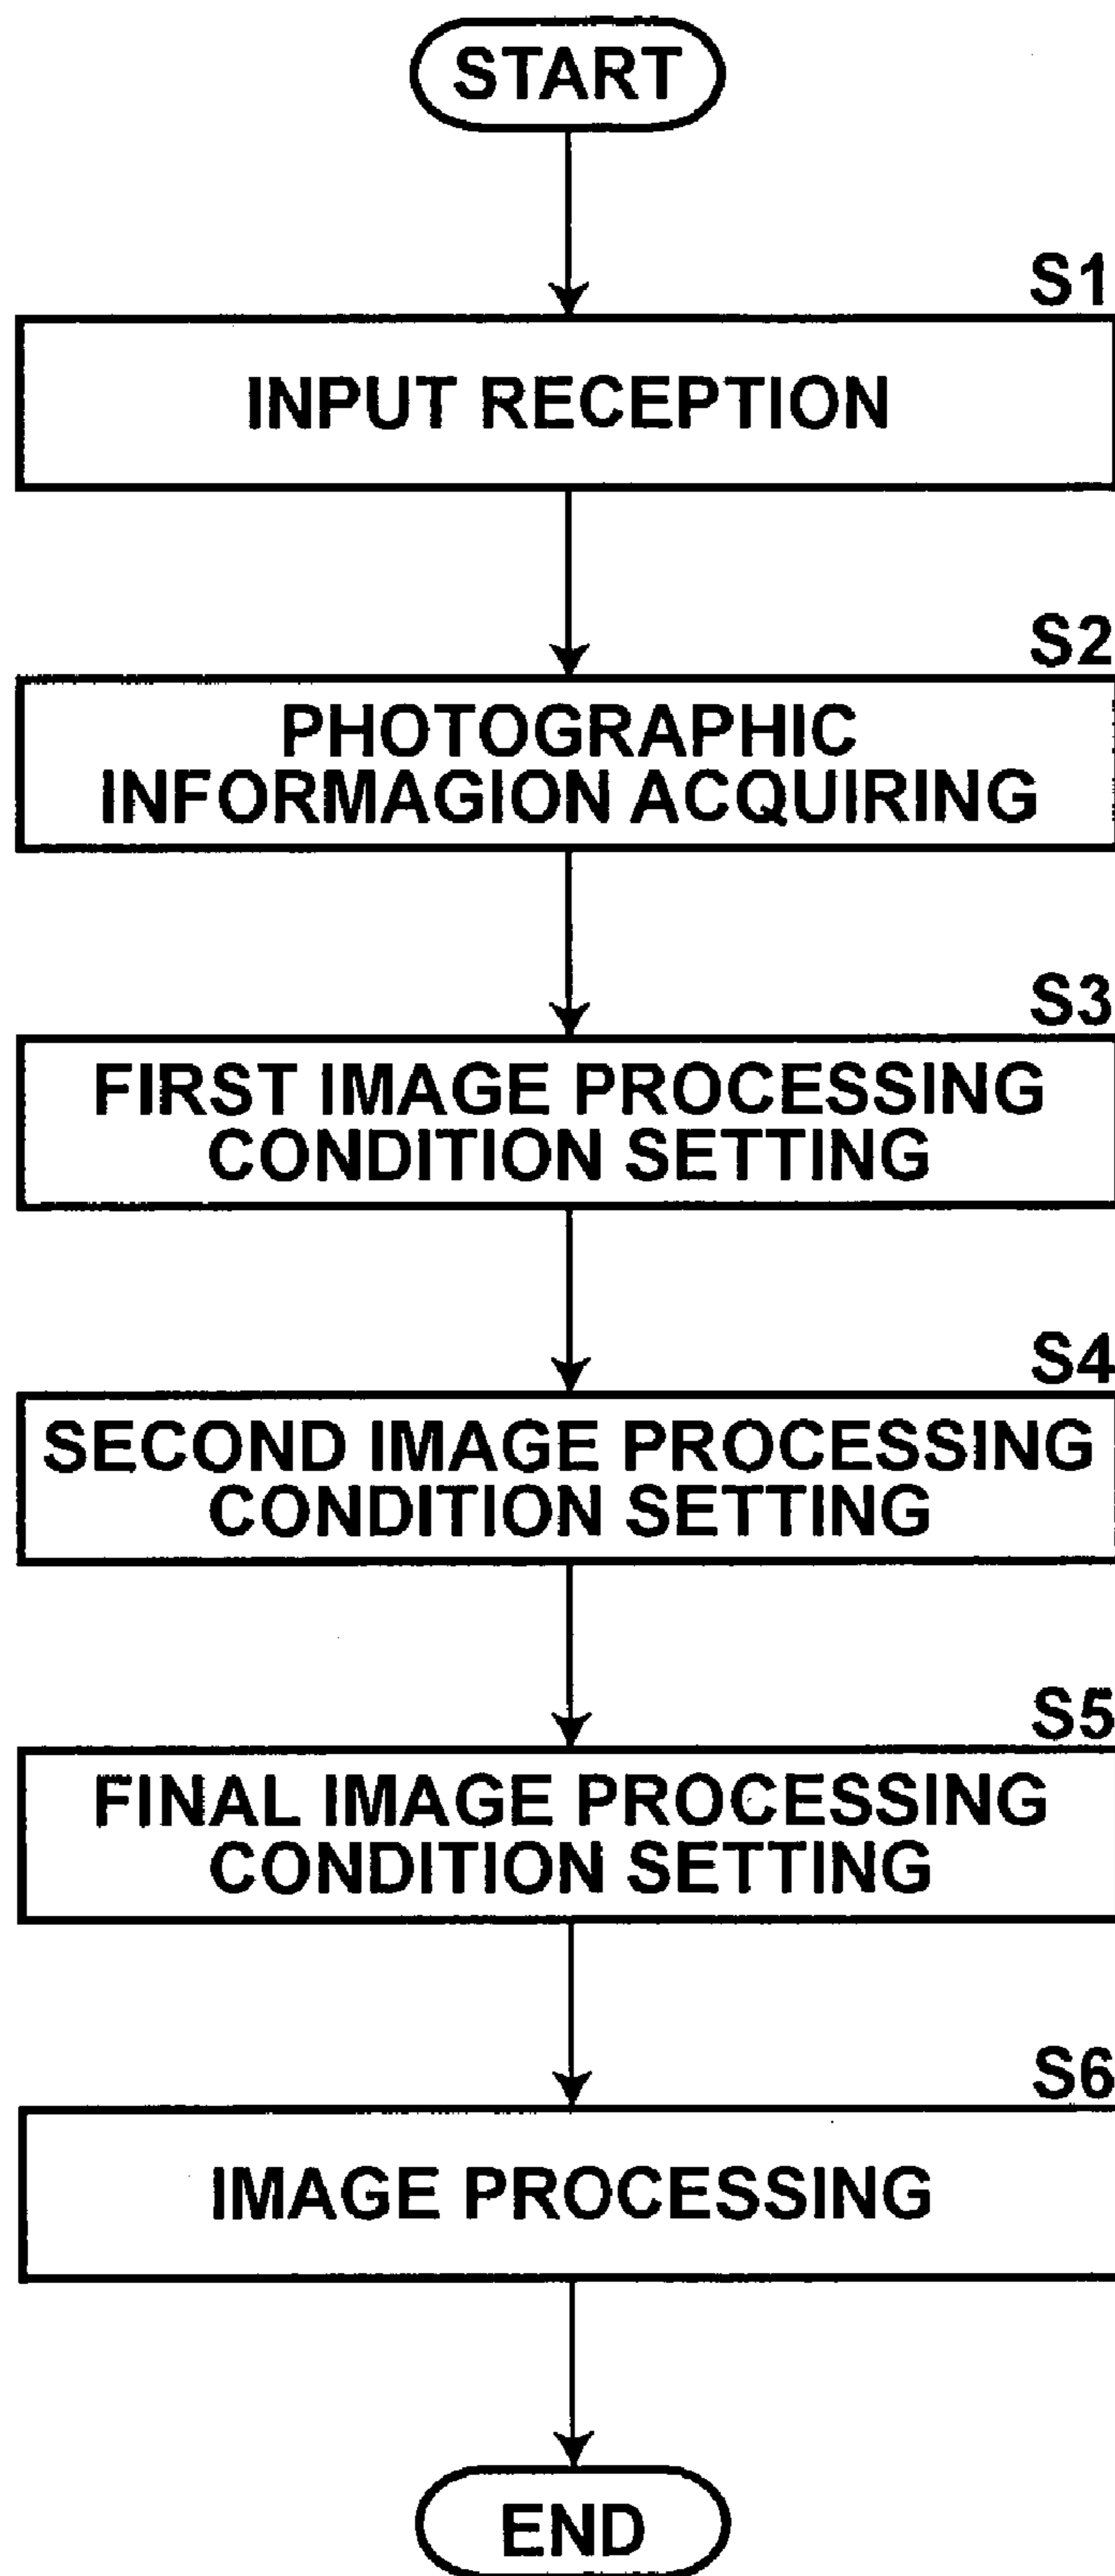 START
S1
INPUT RECEPTION
S2
PHOTOGRAPHIC
INFORMAGION ACQUIRING
S3
FIRST IMAGE PROCESSING
CONDITION SETTING
S4
SECOND IMAGE PROCESSING
CONDITION SETTING
S5
FINAL IMAGE PROCESSING
CONDITION SETTING
S6
IMAGE PROCESSING
END